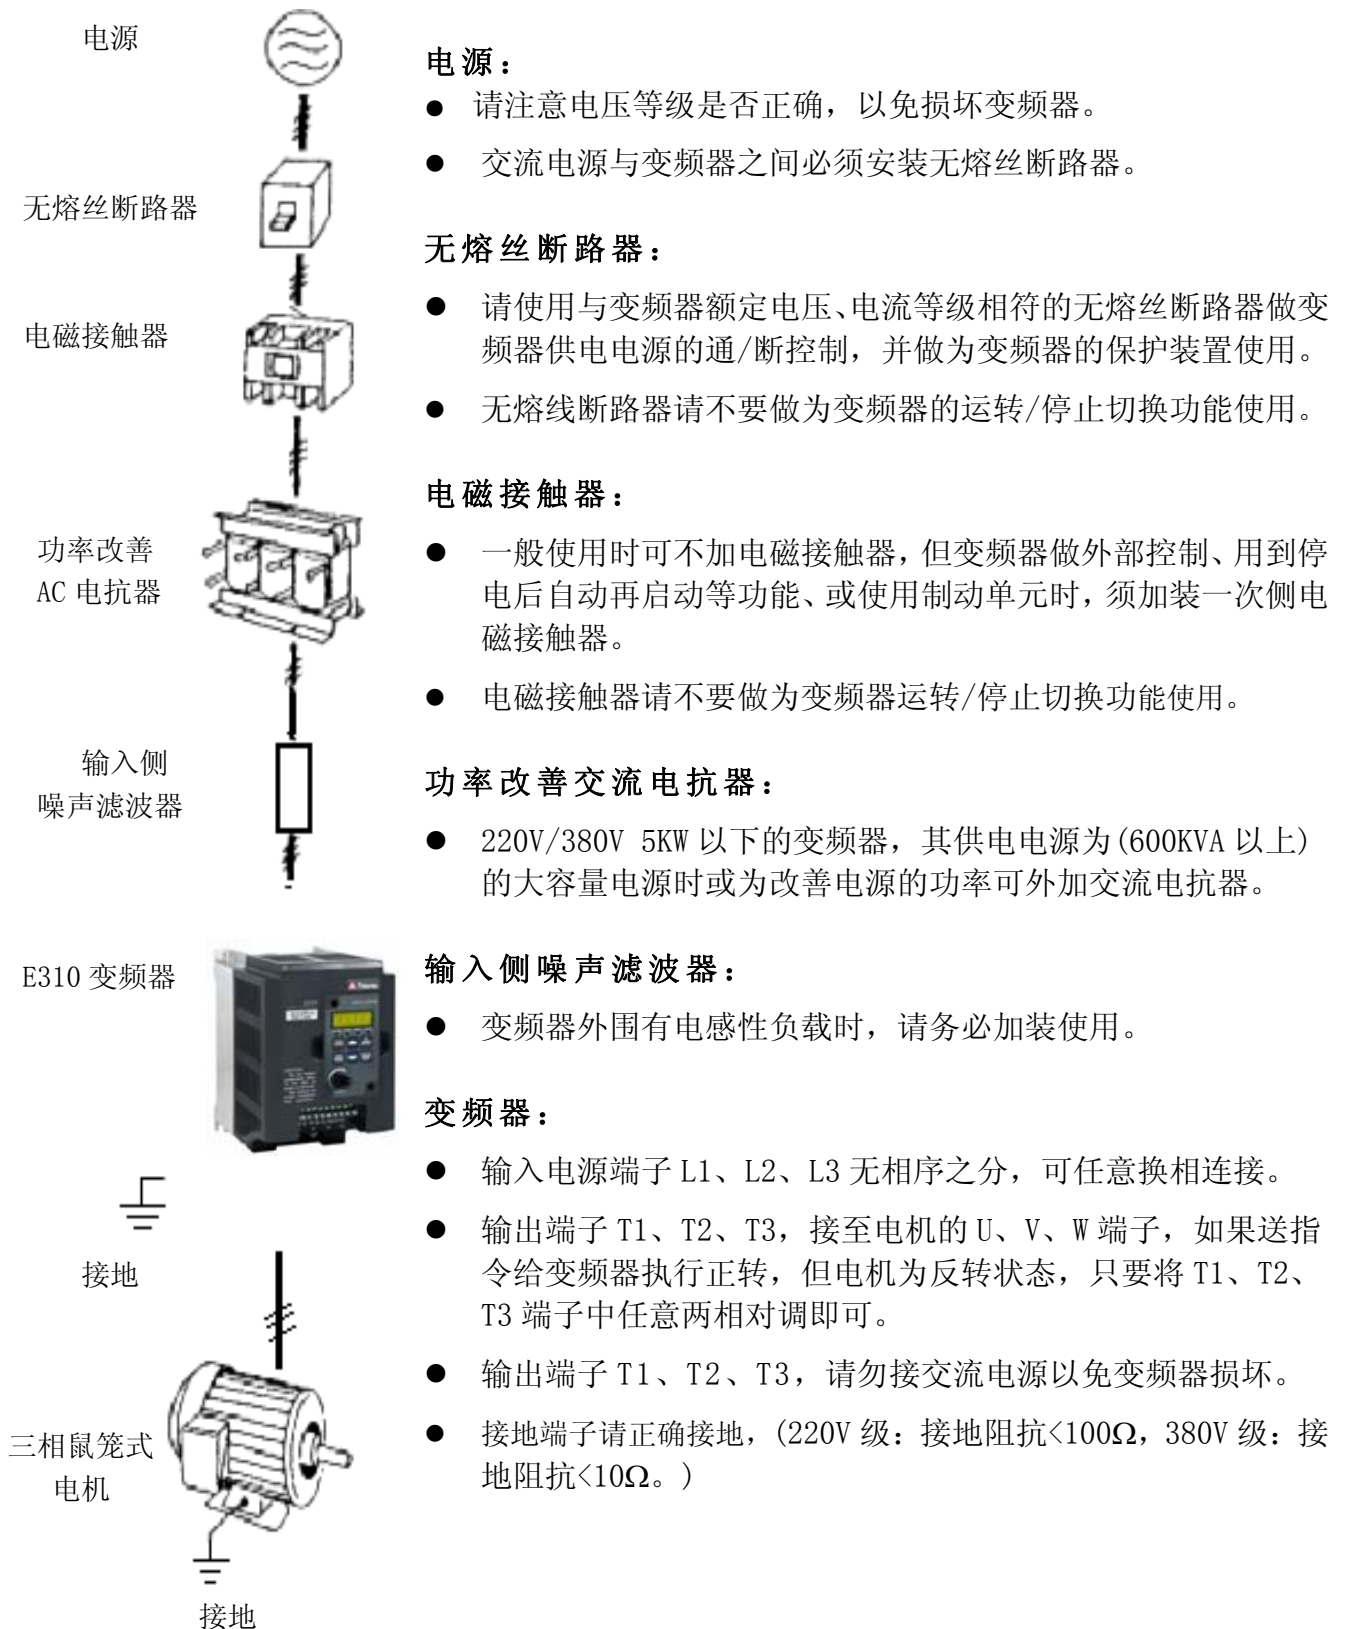 电源
无熔丝断路器
电磁接触器
功率改善
AC 电抗器
输入侧
噪声滤波器
E310 变频器
接地
三相鼠笼式
电机
接地
电源：
● 请注意电压等级是否正确，以免损坏变频器。
● 交流电源与变频器之间必须安装无熔丝断路器。
无熔丝断路器：
● 请使用与变频器额定电压、电流等级相符的无熔丝断路器做变
频器供电电源的通/断控制，并做为变频器的保护装置使用。
● 无熔线断路器请不要做为变频器的运转/停止切换功能使用。
电磁接触器：
● 一般使用时可不加电磁接触器，但变频器做外部控制、用到停
电后自动再启动等功能、或使用制动单元时，须加装一次侧电
磁接触器。
● 电磁接触器请不要做为变频器运转/停止切换功能使用。
功率改善交流电抗器：
● 220V/380V 5KW 以下的变频器，其供电电源为(600KVA 以上)
的大容量电源时或为改善电源的功率可外加交流电抗器。
输入侧噪声滤波器：
● 变频器外围有电感性负载时，请务必加装使用。
变频器：
● 输入电源端子 L1、L2、L3 无相序之分，可任意换相连接。
● 输出端子 T1、T2、T3，接至电机的 U、V、W 端子，如果送指
令给变频器执行正转，但电机为反转状态，只要将 T1、T2、
T3 端子中任意两相对调即可。
● 输出端子 T1、T2、T3，请勿接交流电源以免变频器损坏。
● 接地端子请正确接地，(220V 级：接地阻抗<100Ω，380V 级：接
地阻抗<10Ω。)